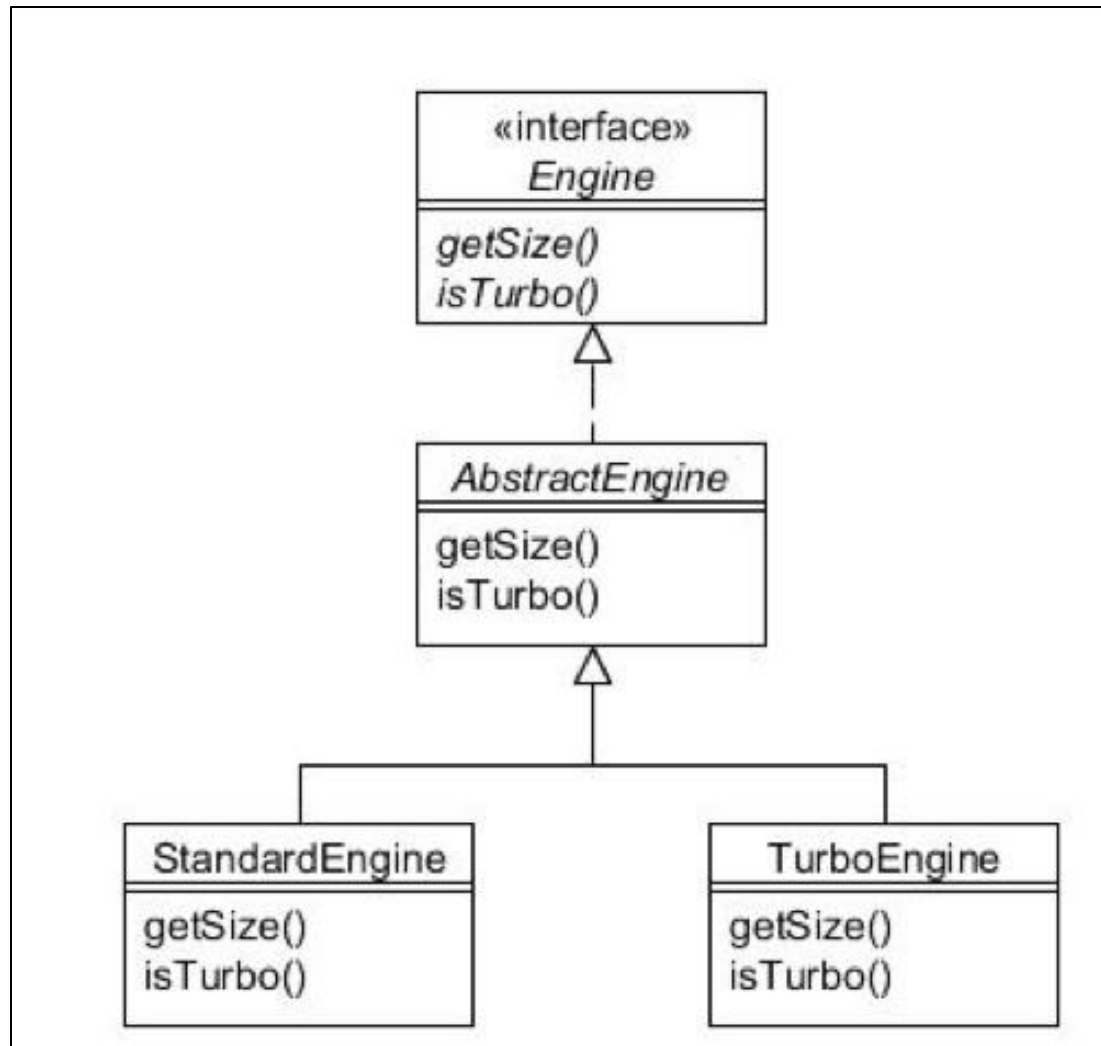 «interface»
Engine
getSize()
isTurbo()
AbstractEngine
getSize()
isTurbo()
StandardEngine
getSize()
isTurbo()
TurboEngine
getSize()
isTurbo()